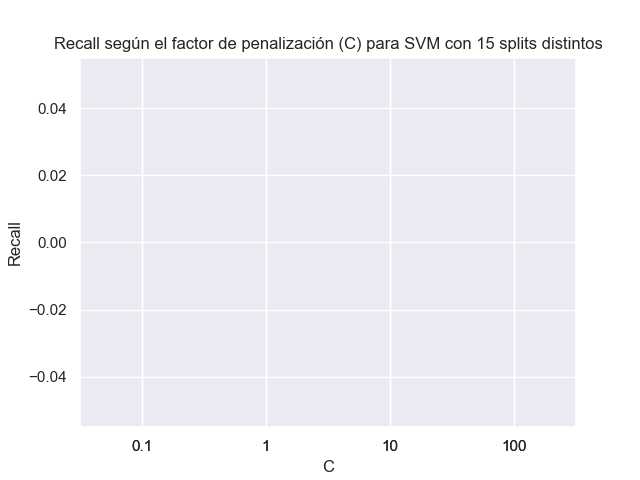 Recall según el factor de penalización (C) para SVM con 15 splits distintos
0.04
0.02
0.00
−0.02
−0.04
Recall
0.1 1 10 100
C